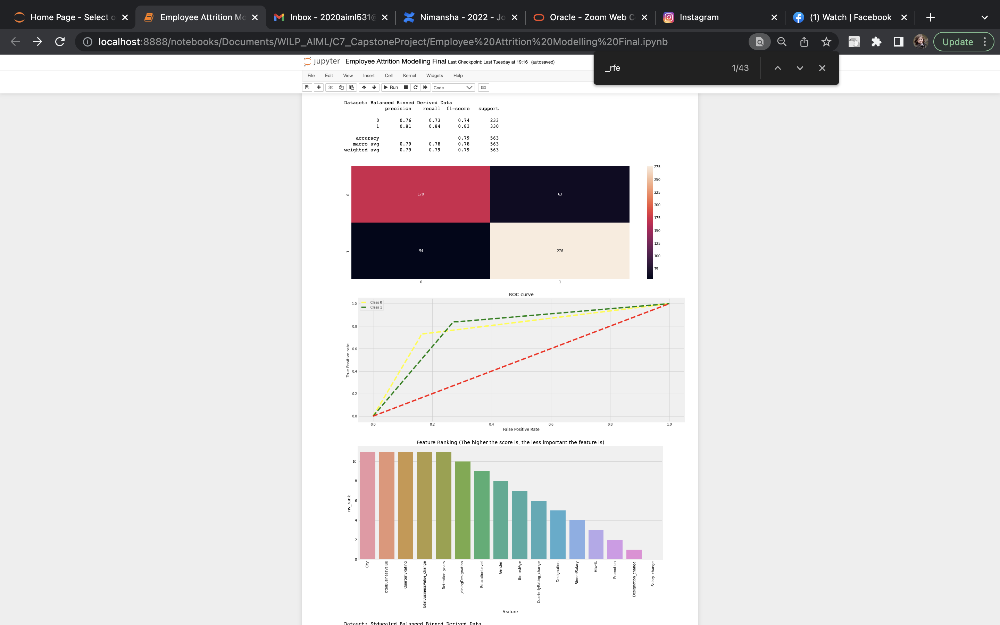 Home Page - Select o
Employee Attrition Mo
Inbox - 2020aiml531@
Nimansha - 2022 - Jo
Oracle - Zoom Web C
Instagram
(1) Watch | Facebook
localhost:8888/notebooks/Documents/WILP_AIML/C7_CapstoneProject/Employee%20Attrition%20Modelling%20Final.ipynb
Update
_rfe 1/43
jupyter Employee Attrition Modelling Final Last Checkpoint: Last Tuesday at 19:16 (autosaved)
File Edit View Insert Cell Kernel Widgets Help
Run Code
Dataset: Balanced Binned Derived Data
precision recall f1-score support
0 0.76 0.73 0.74 233
1 0.81 0.84 0.83 330
accuracy 0.79 563
macro avg 0.79 0.78 0.78 563
weighted avg 0.79 0.79 0.79 563
275
250
225
200
175
150
125
100
75
0 170 63
1 54 276
0 1
ROC curve
Class 0
Class 1
True Positive rate
1.0
0.8
0.6
0.4
0.2
0.0
0.0 0.2 0.4 0.6 0.8 1.0
False Positive Rate
Feature Ranking (The higher the score is, the less important the feature is)
inv_rank
10
8
6
4
2
0
City
TotalBusinessValue
QuarterlyRating
TotalBusinessValue_change
Retention_years
JoiningDesignation
EducationLevel
Gender
BinnedAge
QuarterlyRating_change
Designation
BinnedSalary
Hike%
Promotion
Designation_change
Salary_change
Feature
Dataset: Stdscaled Balanced Binned Derived Data